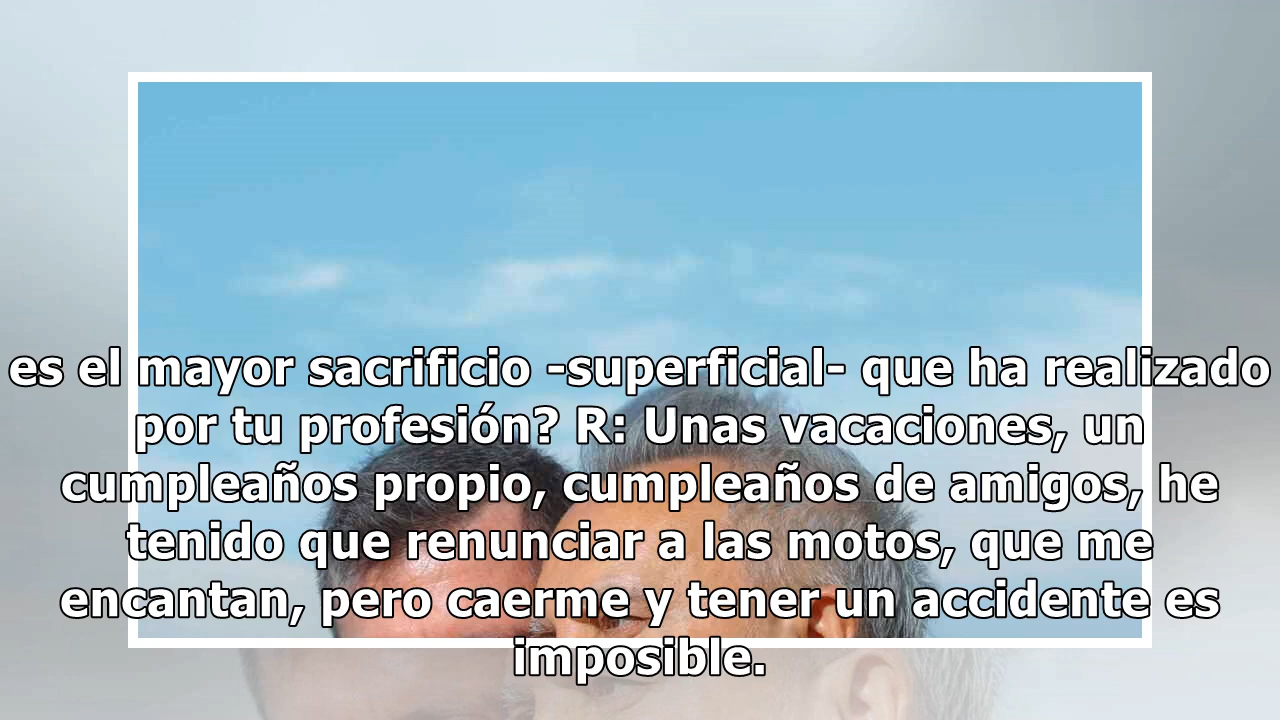 es el mayor sacrificio -superficial- que ha realizado
por tu profesión? R: Unas vacaciones, un
cumpleaños propio, cumpleaños de amigos, he
tenido que renunciar a las motos, que me
encantan, pero caerme y tener un accidente es
imposible.